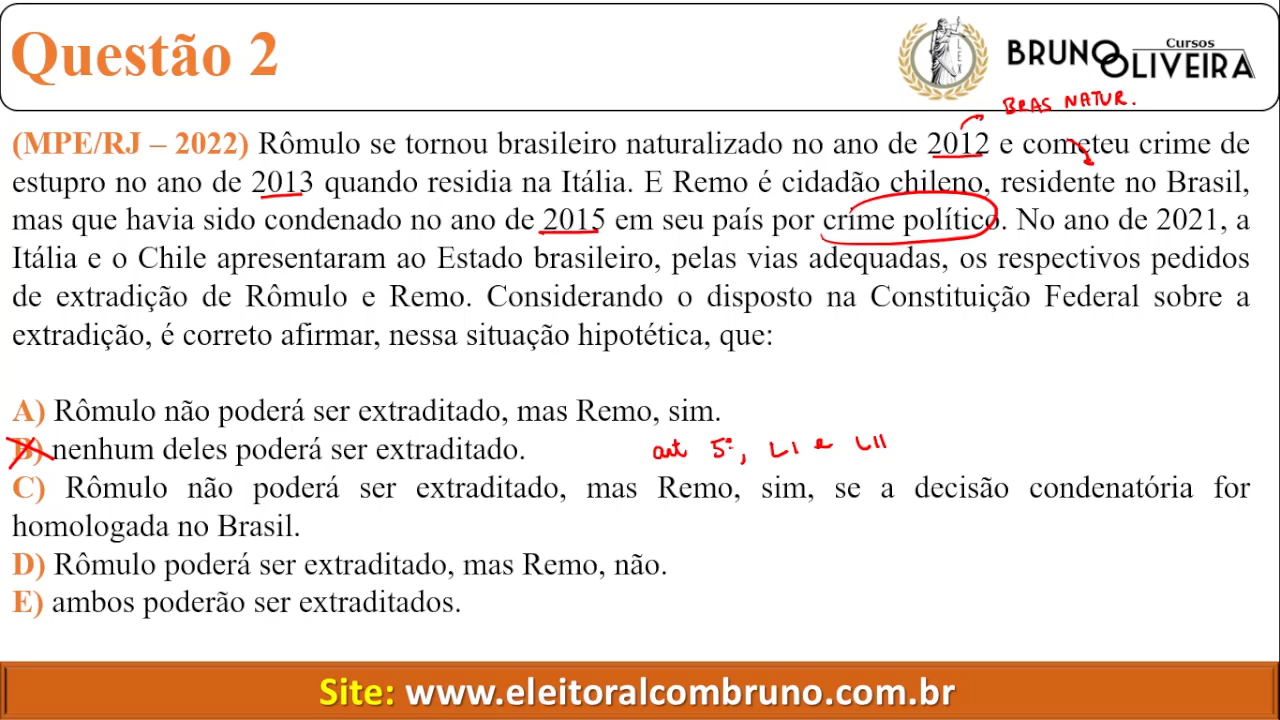 Questão 2
LEX
Cursos
BRUNO OLIVEIRA
BRAS NATUR.
(MPE/RJ – 2022) Rômulo se tornou brasileiro naturalizado no ano de 2012 e cometeu crime de
estupro no ano de 2013 quando residia na Itália. E Remo é cidadão chileno, residente no Brasil,
mas que havia sido condenado no ano de 2015 em seu país por crime político. No ano de 2021, a
Itália e o Chile apresentaram ao Estado brasileiro, pelas vias adequadas, os respectivos pedidos
de extradição de Rômulo e Remo. Considerando o disposto na Constituição Federal sobre a
extradição, é correto afirmar, nessa situação hipotética, que:
A) Rômulo não poderá ser extraditado, mas Remo, sim.
B) nenhum deles poderá ser extraditado.
art 5º, LI e LII
C) Rômulo não poderá ser extraditado, mas Remo, sim, se a decisão condenatória for
homologada no Brasil.
D) Rômulo poderá ser extraditado, mas Remo, não.
E) ambos poderão ser extraditados.
Site: www.eleitoralcombruno.com.br